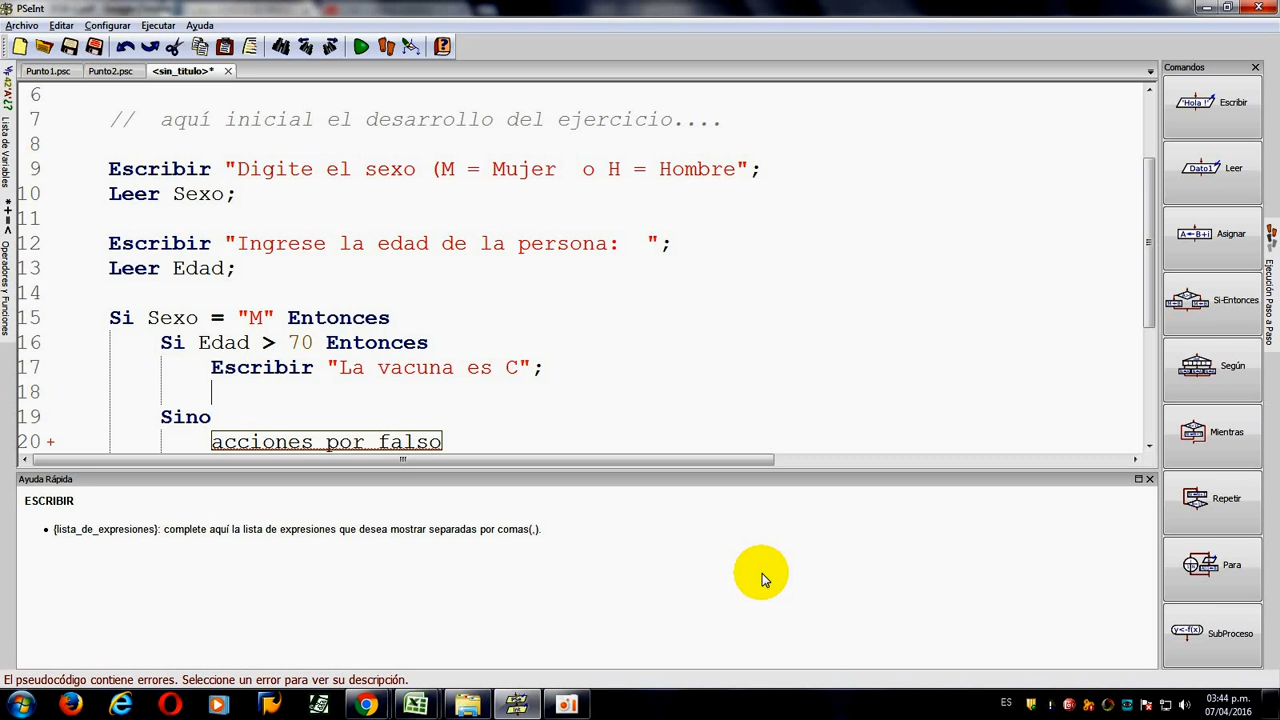 PSeInt
Archivo Editar Configurar Ejecutar Ayuda
Punto1.psc Punto2.psc <sin_titulo>*
Comandos
6
7 // aquí inicial el desarrollo del ejercicio....
8
9 Escribir "Digite el sexo (M = Mujer o H = Hombre";
10 Leer Sexo;
11
12 Escribir "Ingrese la edad de la persona: ";
13 Leer Edad;
14
15 Si Sexo = "M" Entonces
16 Si Edad > 70 Entonces
17 Escribir "La vacuna es C";
18
19 Sino
20 + acciones por falso
Lista de Variables
*+=< Operadores y Funciones
'Hola !' Escribir
Dato1 Leer
A←B+i Asignar
Si-Entonces
Según
Mientras
Repetir
Para
y<-f(x) SubProceso
Ejecución Paso a Paso
Ayuda Rápida
ESCRIBIR
• {lista_de_expresiones}: complete aquí la lista de expresiones que desea mostrar separadas por comas(,).
El pseudocódigo contiene errores. Seleccione un error para ver su descripción.
ES
03:44 p.m.
07/04/2016